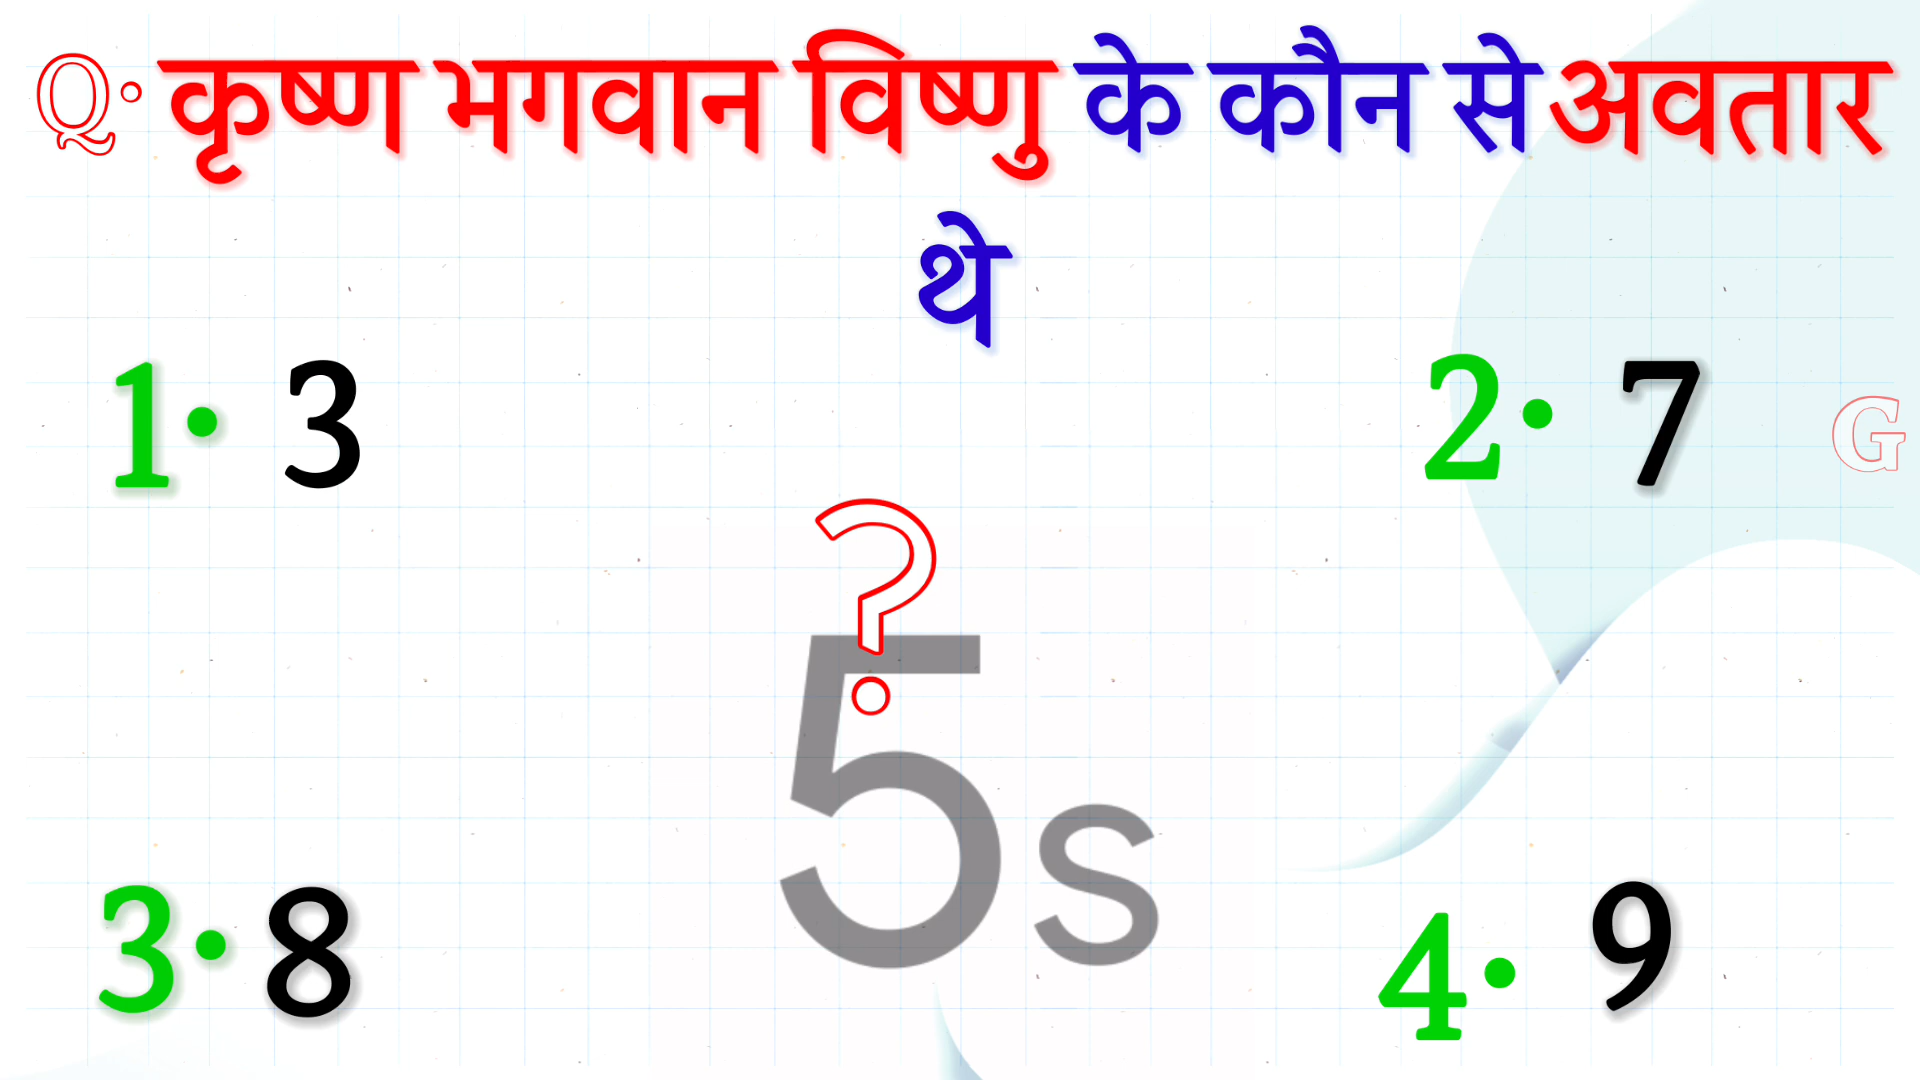 Q. कृष्ण भगवान विष्णु के कौन से अवतार
थे
1. 3
2. 7
G
?
5s
3. 8
4. 9